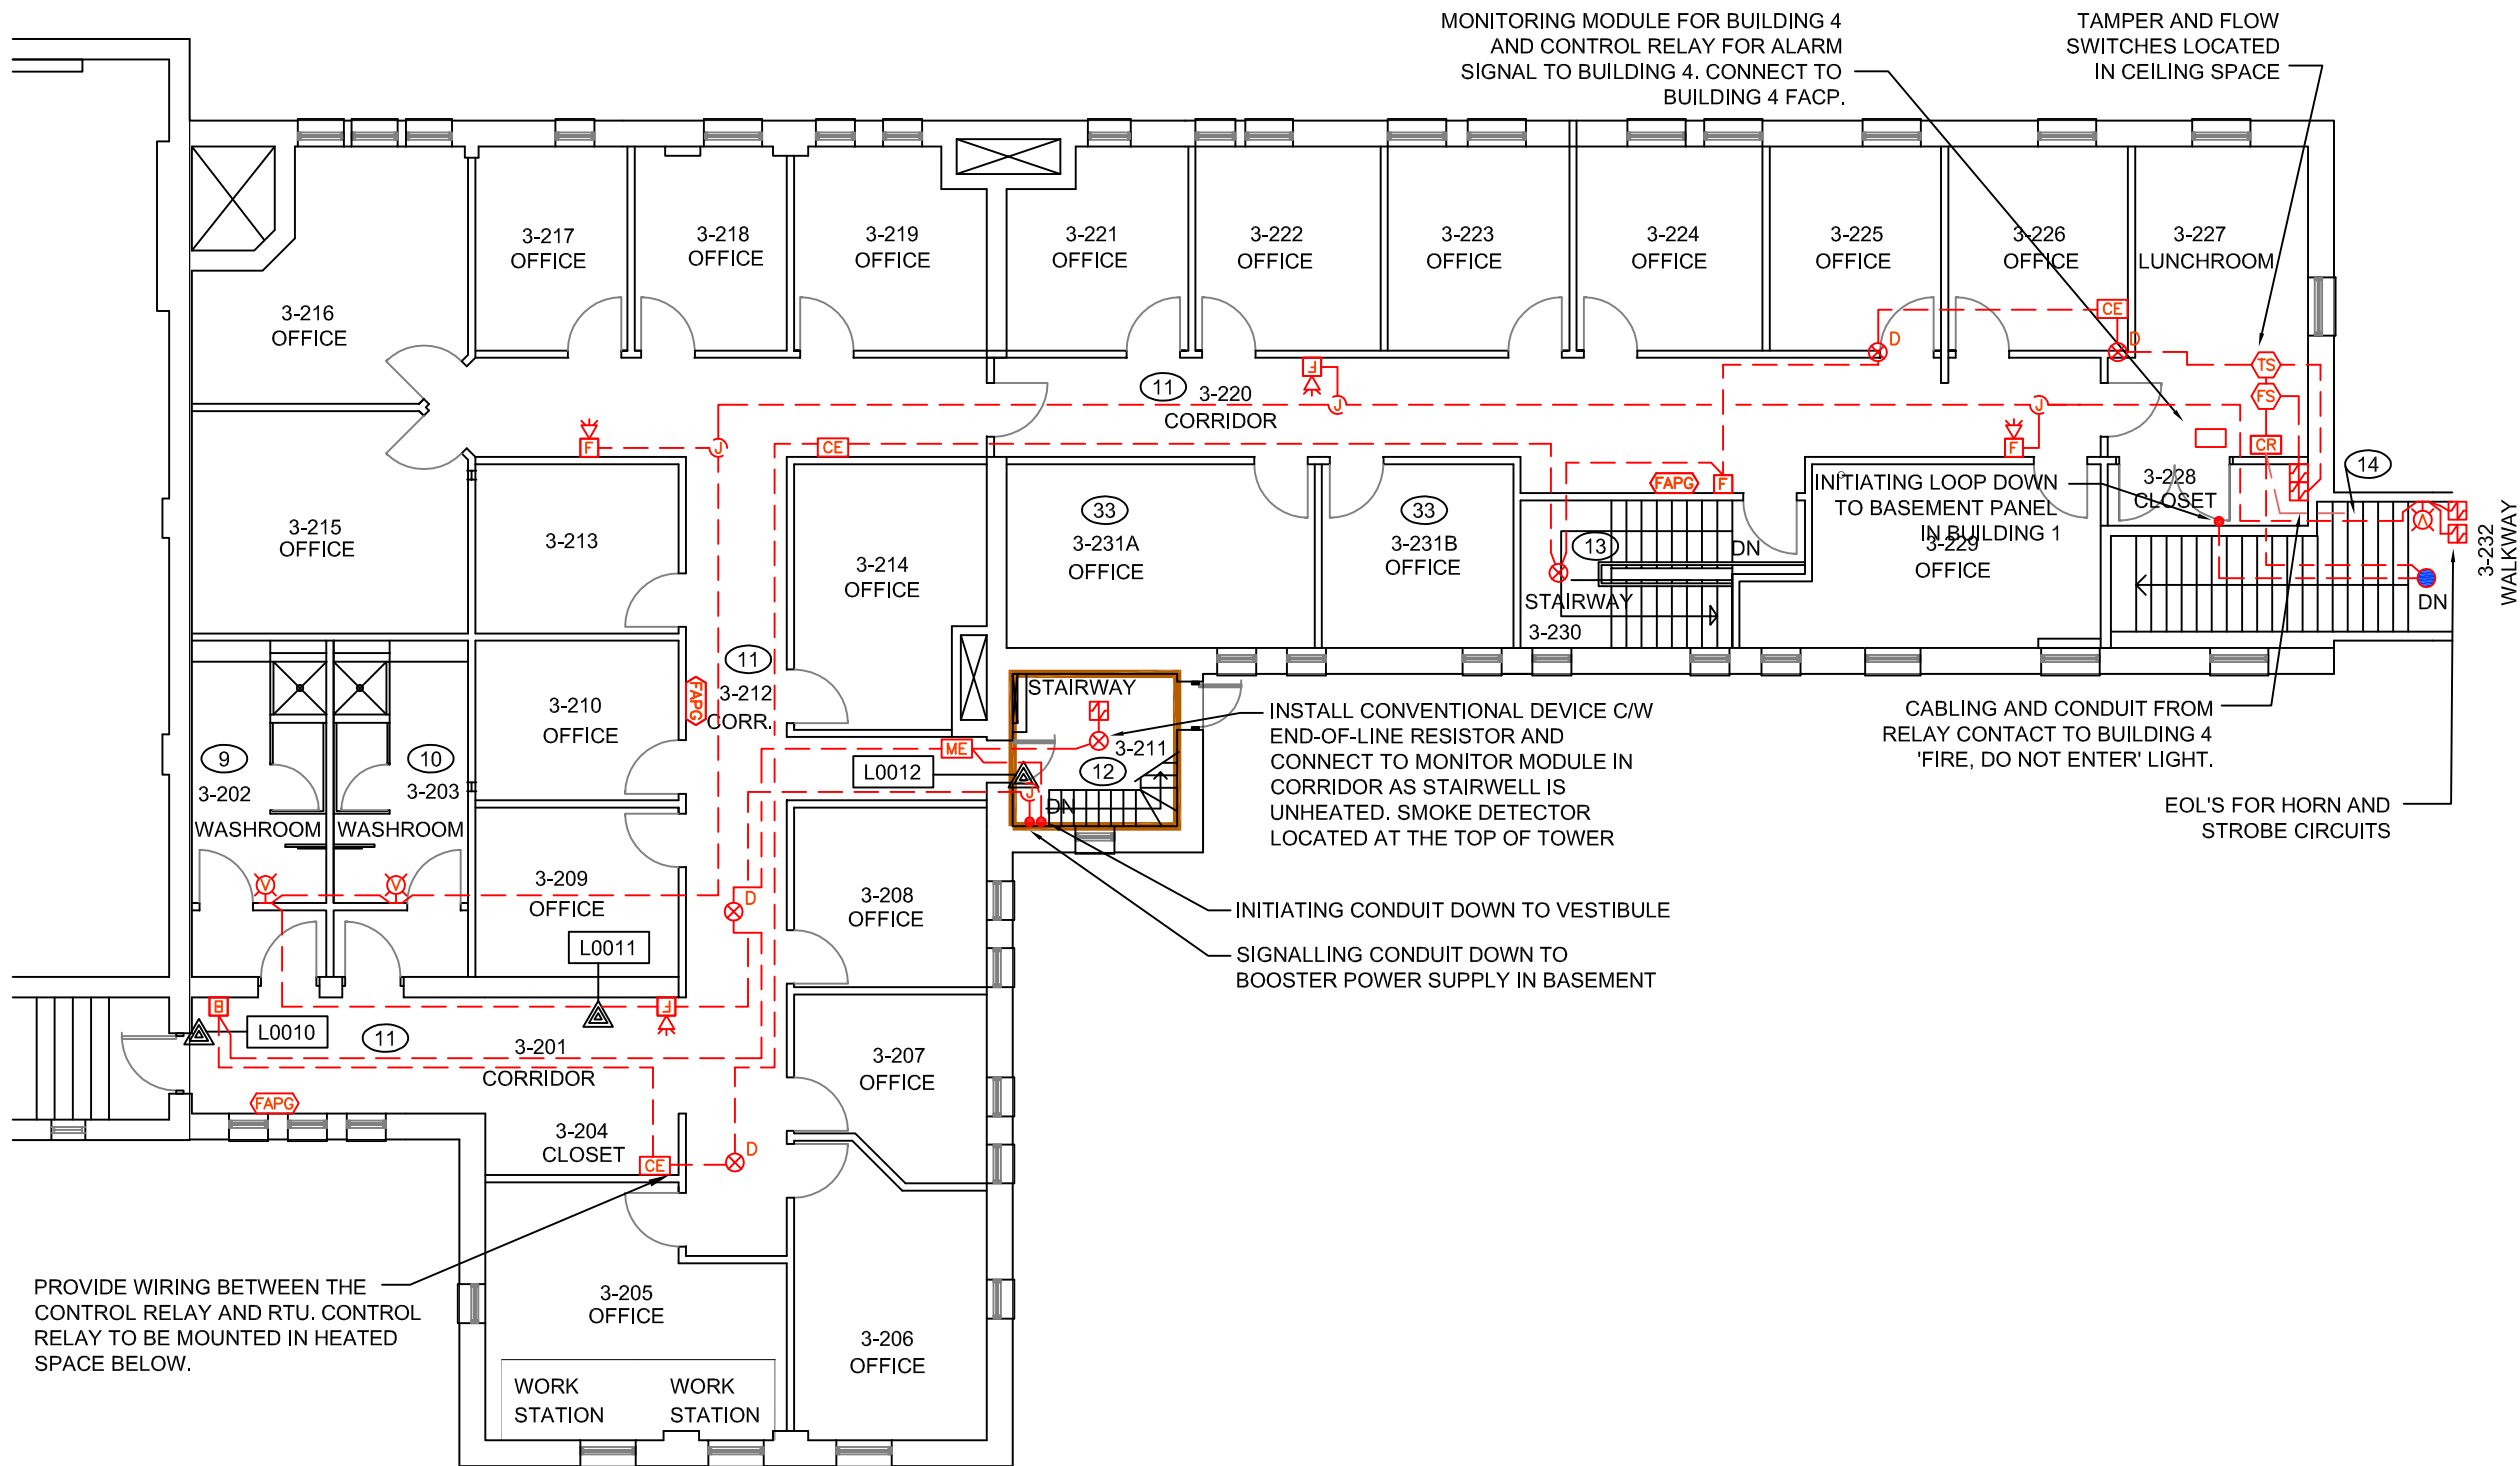 MONITORING MODULE FOR BUILDING 4
AND CONTROL RELAY FOR ALARM
SIGNAL TO BUILDING 4. CONNECT TO
BUILDING 4 FACP.
TAMPER AND FLOW
SWITCHES LOCATED
IN CEILING SPACE
3-217
OFFICE
3-218
OFFICE
3-219
OFFICE
3-221
OFFICE
3-222
OFFICE
3-223
OFFICE
3-224
OFFICE
3-225
OFFICE
3-226
OFFICE
3-227
LUNCHROOM
3-216
OFFICE
CE
D
D
TS
FS
CR
F
J
11
3-220
CORRIDOR
J
F
F
J
CE
3-215
OFFICE
3-213
3-214
OFFICE
33
3-231A
OFFICE
33
3-231B
OFFICE
FAPG
F
13
DN
STAIRWAY
3-230
INITIATING LOOP DOWN
TO BASEMENT PANEL
IN BUILDING 1
3-229
OFFICE
3-228
CLOSET
14
A
DN
3-232
WALKWAY
3-210
OFFICE
FAPG
11
3-212
CORR.
STAIRWAY
3-211
12
DN
ME
J
L0012
INSTALL CONVENTIONAL DEVICE C/W
END-OF-LINE RESISTOR AND
CONNECT TO MONITOR MODULE IN
CORRIDOR AS STAIRWELL IS
UNHEATED. SMOKE DETECTOR
LOCATED AT THE TOP OF TOWER
CABLING AND CONDUIT FROM
RELAY CONTACT TO BUILDING 4
'FIRE, DO NOT ENTER' LIGHT.
EOL'S FOR HORN AND
STROBE CIRCUITS
9
3-202
WASHROOM
10
3-203
WASHROOM
V
V
3-209
OFFICE
D
3-208
OFFICE
INITIATING CONDUIT DOWN TO VESTIBULE
SIGNALLING CONDUIT DOWN TO
BOOSTER POWER SUPPLY IN BASEMENT
L0011
B
L0010
11
F
3-201
CORRIDOR
3-207
OFFICE
FAPG
3-204
CLOSET
CE
D
PROVIDE WIRING BETWEEN THE
CONTROL RELAY AND RTU. CONTROL
RELAY TO BE MOUNTED IN HEATED
SPACE BELOW.
3-205
OFFICE
3-206
OFFICE
WORK
STATION
WORK
STATION